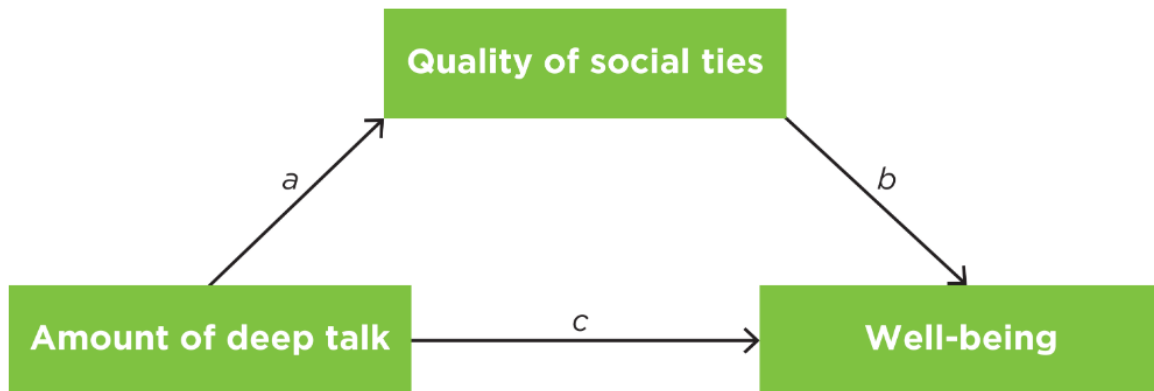 Quality of social ties
a
b
Amount of deep talk
c
Well-being